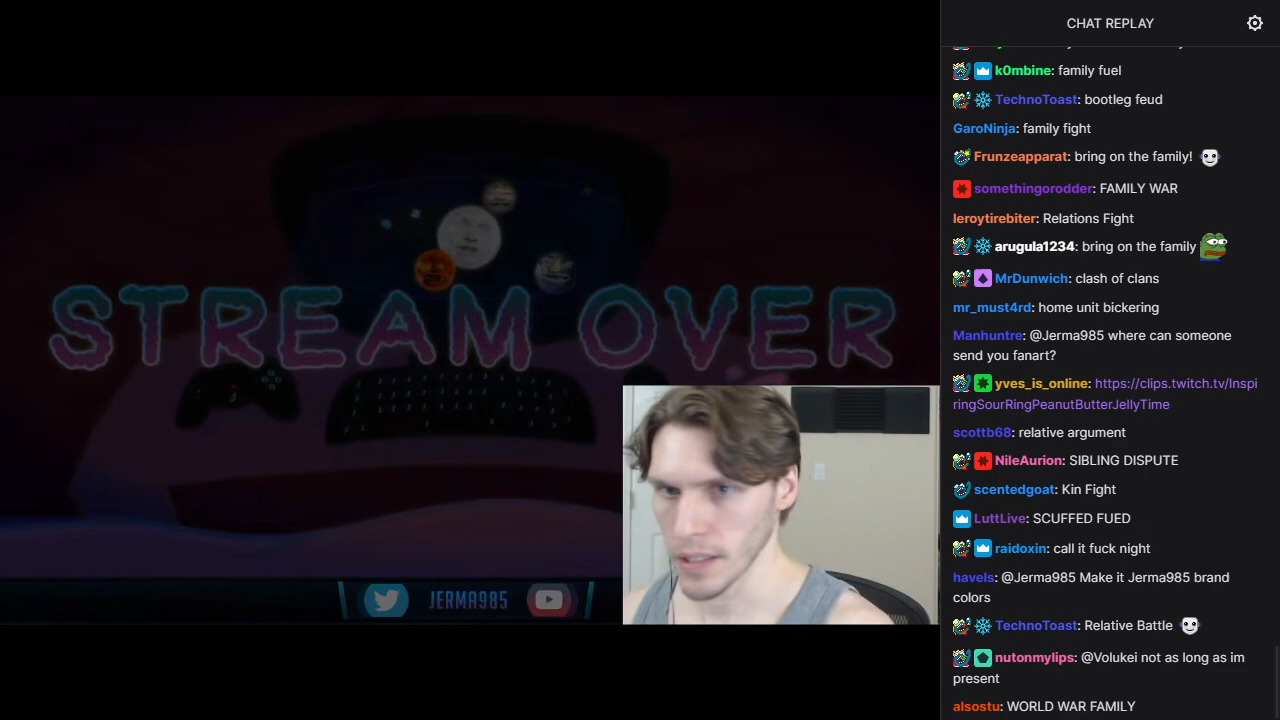 CHAT REPLAY
k0mbine: family fuel
TechnoToast: bootleg feud
GaroNinja: family fight
Frunzeapparat: bring on the family!
somethingorodder: FAMILY WAR
leroytirebiter: Relations Fight
arugula1234: bring on the family
MrDunwich: clash of clans
mr_must4rd: home unit bickering
Manhuntre: @Jerma985 where can someone
send you fanart?
yves_is_online: https://clips.twitch.tv/Inspi
ringSourRingPeanutButterJellyTime
scottb68: relative argument
NileAurion: SIBLING DISPUTE
scentedgoat: Kin Fight
LuttLive: SCUFFED FUED
raidoxin: call it fuck night
havels: @Jerma985 Make it Jerma985 brand
colors
TechnoToast: Relative Battle
nutonmylips: @Volukei not as long as im
present
alsostu: WORLD WAR FAMILY
STREAM OVER
JERMA985